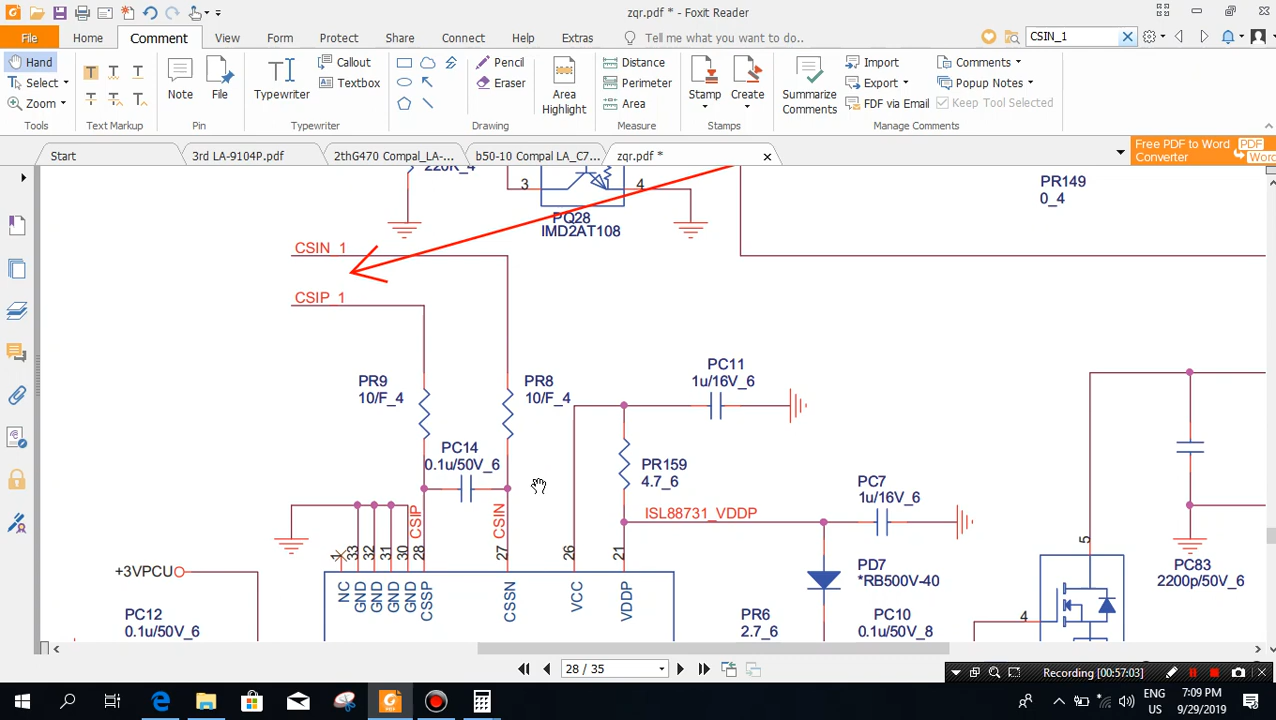 zqr.pdf * - Foxit Reader
File Home Comment View Form Protect Share Connect Help Extras Tell me what you want to do.. CSIN_1
Hand
Select
Zoom
Tools
T T T
T T T
Text Markup
Note
File
Pin
Typewriter
Callout
Textbox
Typewriter
Pencil
Eraser
Drawing
Area
Highlight
Distance
Perimeter
Area
Measure
Stamp
Create
Stamps
Summarize
Comments
Import
Export
FDF via Email
Comments
Popup Notes
Keep Tool Selected
Manage Comments
Start
3rd LA-9104P.pdf
2thG470 Compal_LA-...
b50-10 Compal LA_C7...
zqr.pdf *
Free PDF to Word
Converter
PDF
Word
220K_4
3
4
PQ28
IMD2AT108
PR149
0_4
CSIN_1
CSIP_1
PR9
10/F_4
PR8
10/F_4
PC11
1u/16V_6
PC14
0.1u/50V_6
PR159
4.7_6
PC7
1u/16V_6
ISL88731_VDDP
CSIP
CSIN
1
33
32
31
30
28
27
26
21
+3VPCU
PC12
0.1u/50V_6
NC
GND
GND
GND
GND
CSSP
CSSN
VCC
VDDP
PD7
*RB500V-40
PR6
2.7_6
PC10
0.1u/50V_8
5
4
PC83
2200p/50V_6
28 / 35
Recording [00:57:03]
ENG
US
7:09 PM
9/29/2019